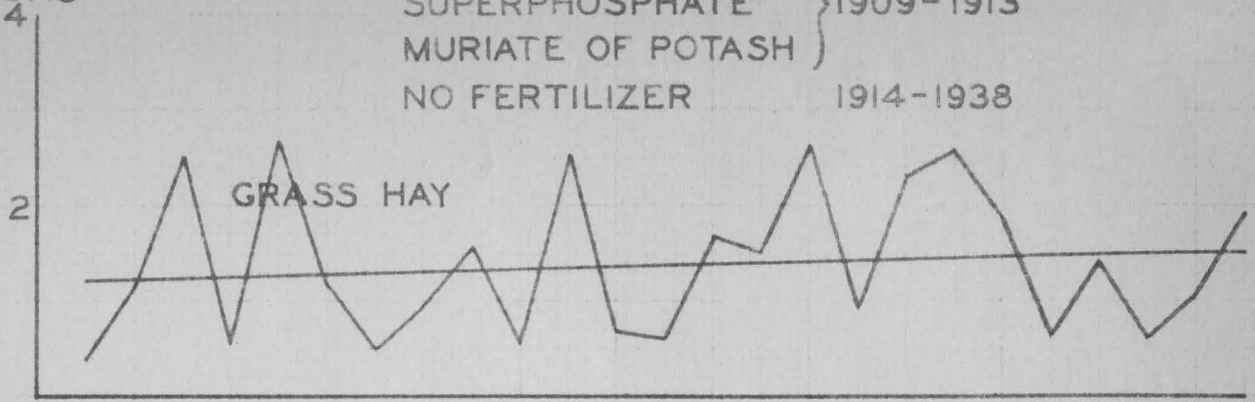 4
SUPERPHOSPHATE 1909-1913
MURIATE OF POTASH
NO FERTILIZER 1914-1938
GRASS HAY
2